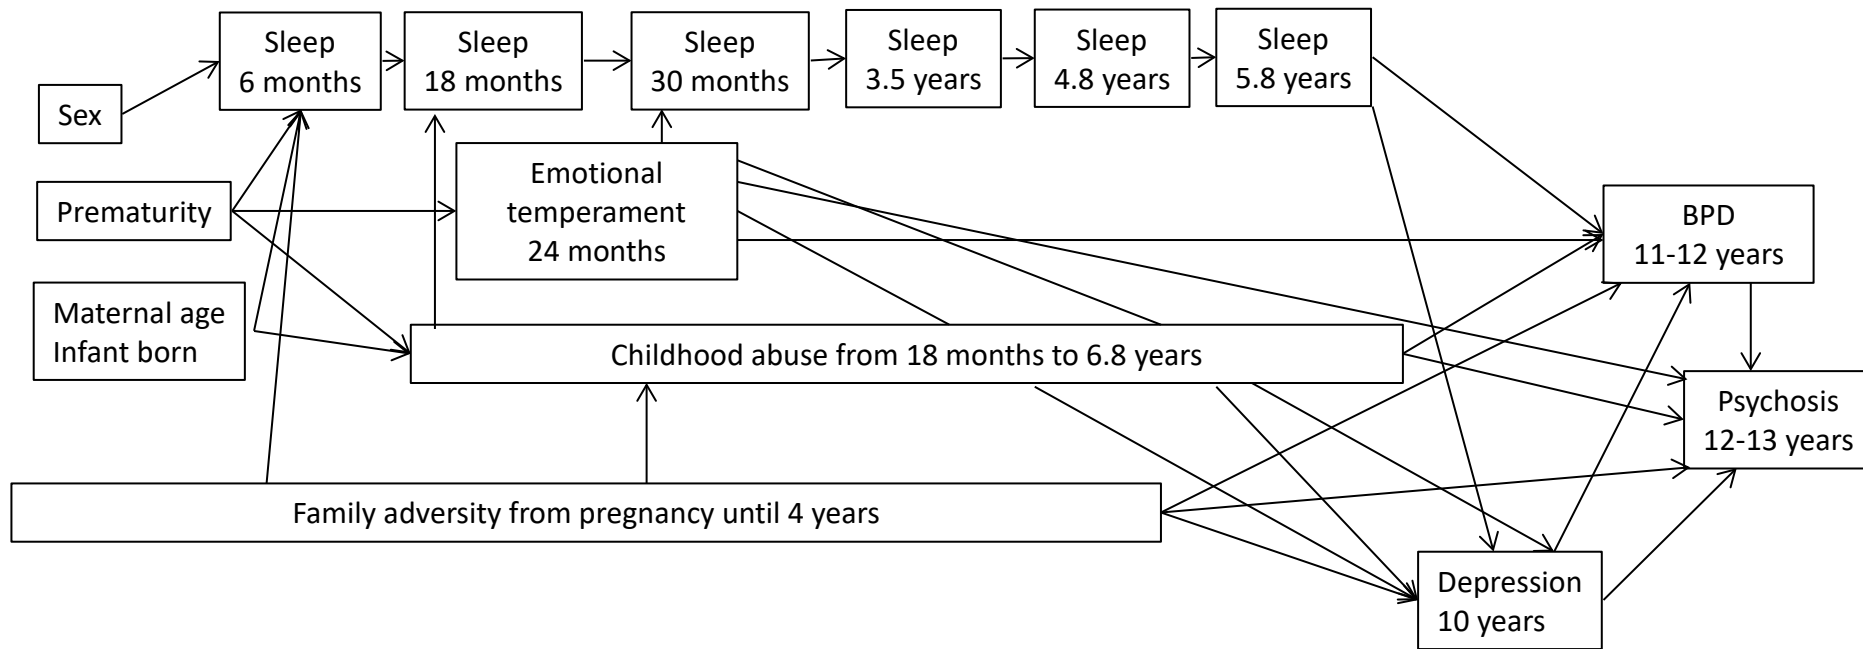 Sleep
6 months
Sleep
18 months
Sleep
30 months
Sleep
3.5 years
Sleep
4.8 years
Sleep
5.8 years
Sex
Emotional
temperament
24 months
Prematurity
BPD
11-12 years
Maternal age
Infant born
Childhood abuse from 18 months to 6.8 years
Psychosis
12-13 years
Family adversity from pregnancy until 4 years
Depression
10 years